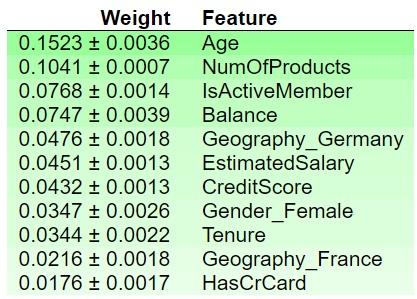 Weight Feature
0.1523 ± 0.0036 Age
0.1041 ± 0.0007 NumOfProducts
0.0768 ± 0.0014 IsActiveMember
0.0747 ± 0.0039 Balance
0.0476 ± 0.0018 Geography_Germany
0.0451 ± 0.0013 EstimatedSalary
0.0432 ± 0.0013 CreditScore
0.0347 ± 0.0026 Gender_Female
0.0344 ± 0.0022 Tenure
0.0216 ± 0.0018 Geography_France
0.0176 ± 0.0017 HasCrCard